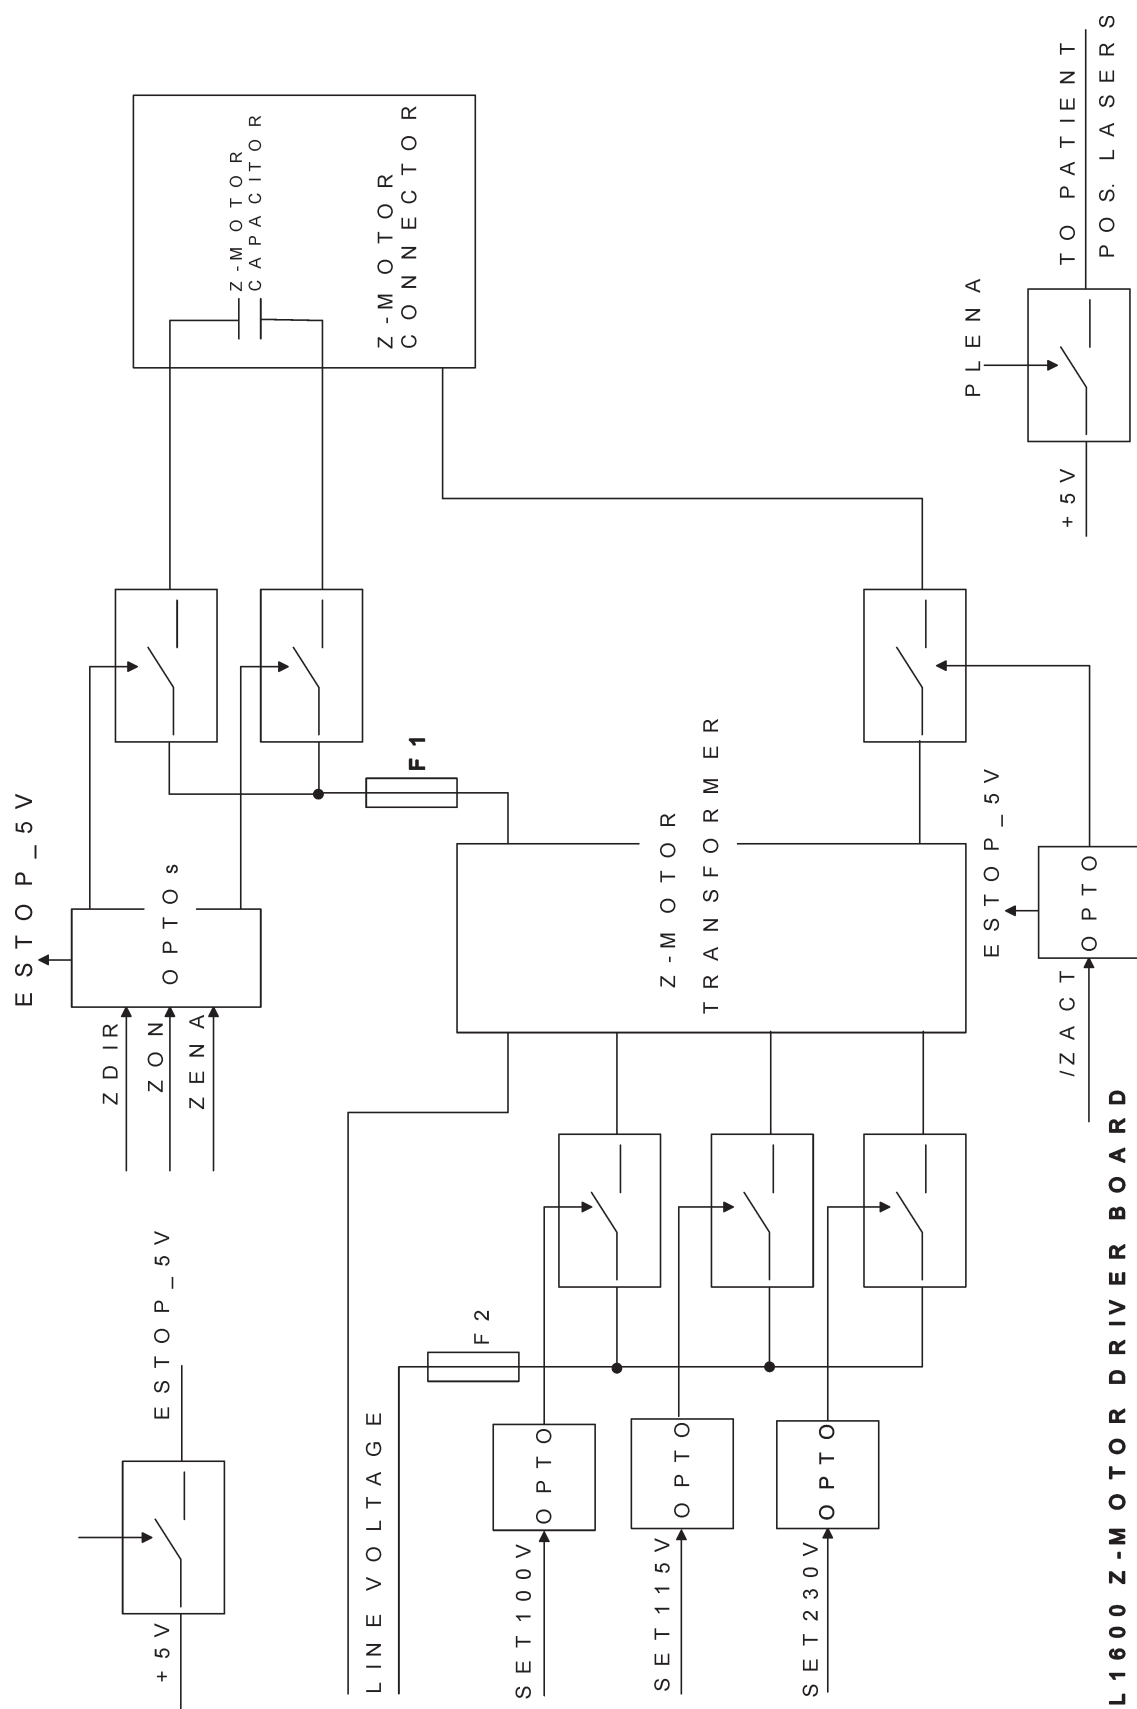 +5V
ESTOP_5V
ZDIR
ZON
ZENA
OPTOs
ESTOP_5V
Z-MOTOR
CAPACITOR
Z-MOTOR
CONNECTOR
F1
LINE VOLTAGE
F2
SET100V
OPTO
SET115V
OPTO
SET230V
OPTO
Z-MOTOR
TRANSFORMER
/ZACT
OPTO
ESTOP_5V
+5V
PLENA
TO PATIENT
POS. LASERS
L1600 Z-MOTOR DRIVER BOARD